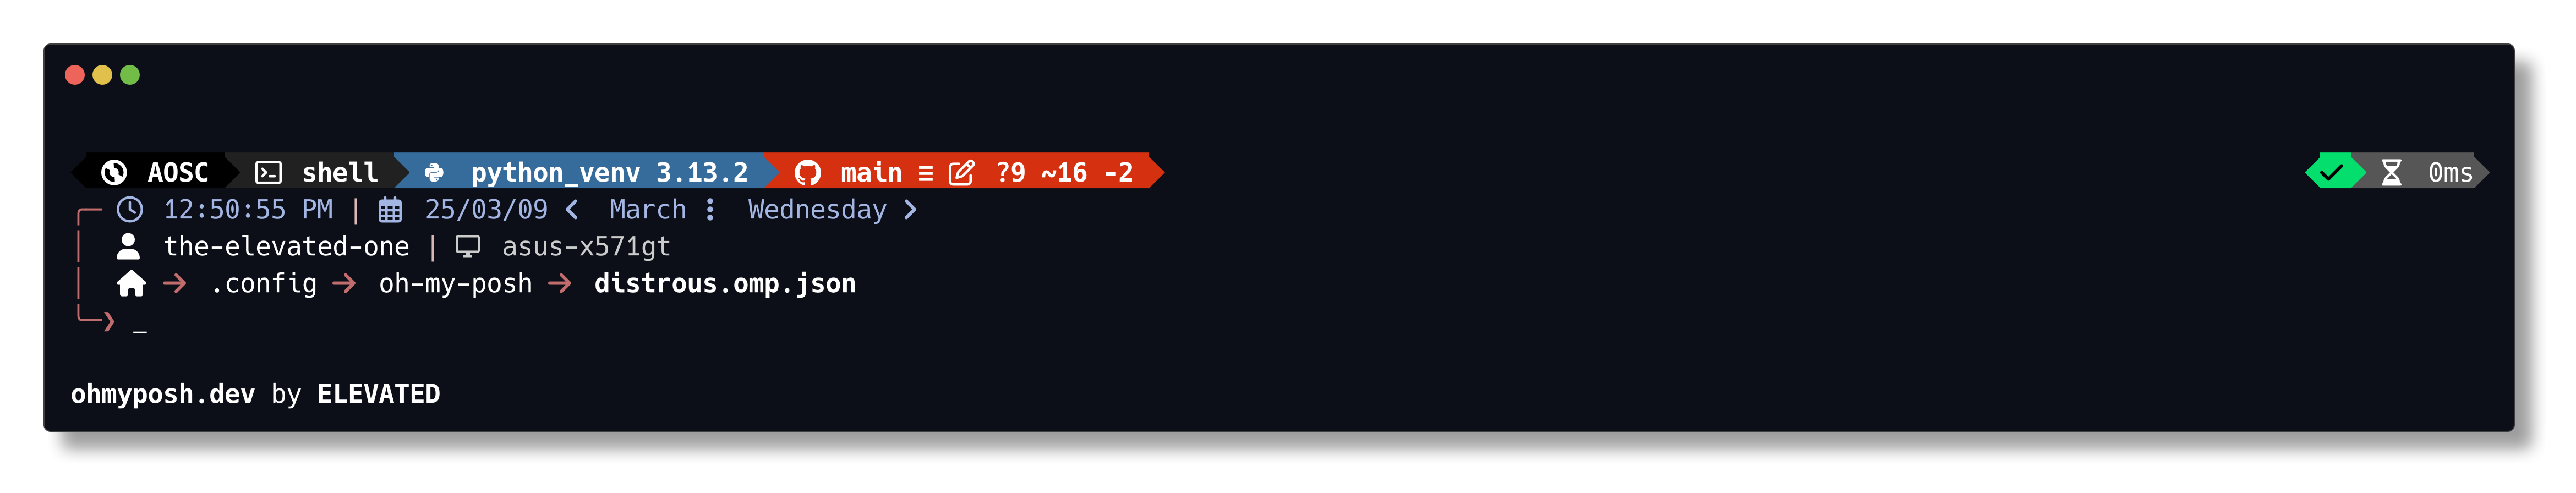 AOSC shell python_venv 3.13.2 main ≡ ?9 ~16 -2 0ms
12:50:55 PM | 25/03/09 < March ⋮ Wednesday >
the-elevated-one | asus-x571gt
→ .config → oh-my-posh → distrous.omp.json
❯ _
ohmyposh.dev by ELEVATED